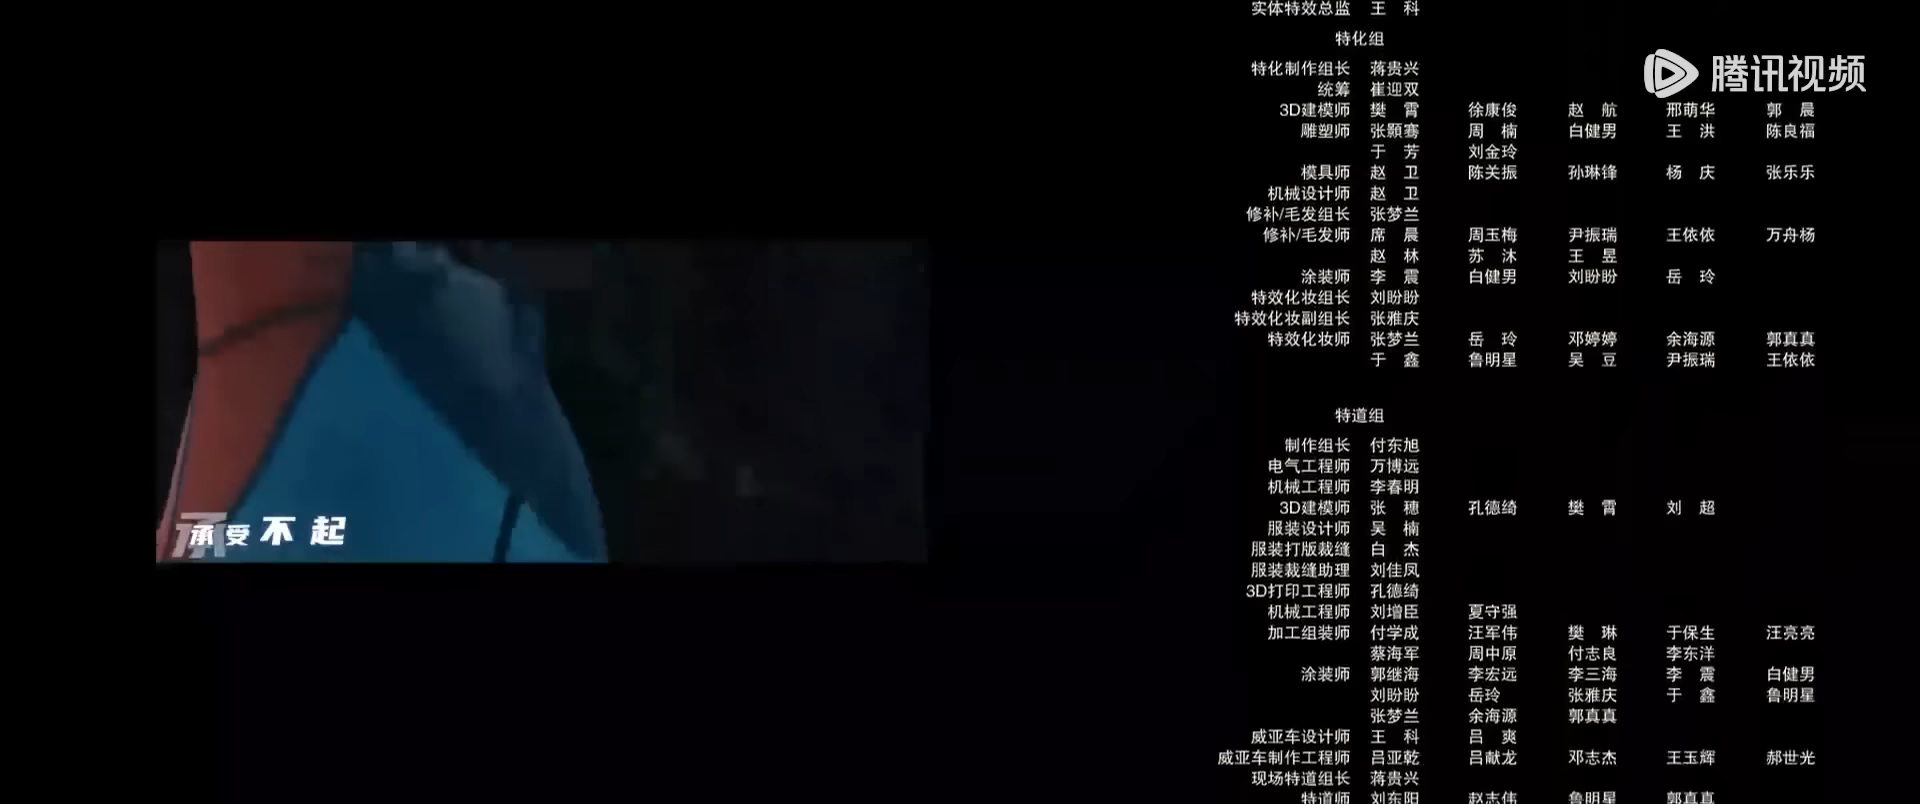 实体特效总监 王 科
特化组
腾讯视频
特化制作组长 蒋贵兴
统筹 崔迎双
3D建模师 樊 霄 徐康俊 赵 航 邢萌华 郭 晨
雕塑师 张顥骞 周 楠 白健男 王 洪 陈良福
于 芳 刘金玲
模具师 赵 卫 陈关振 孙琳锋 杨 庆 张乐乐
机械设计师 赵 卫
修补/毛发组长 张梦兰
修补/毛发师 席 晨 周玉梅 尹振瑞 王依依 万舟杨
赵 林 苏 沐 王 昱
涂装师 李 震 白健男 刘盼盼 岳 玲
特效化妆组长 刘盼盼
特效化妆副组长 张雅庆
特效化妆师 张梦兰 岳 玲 邓婷婷 余海源 郭真真
于 鑫 鲁明星 吴 豆 尹振瑞 王依依
特道组
制作组长 付东旭
电气工程师 万博远
机械工程师 李春明
3D建模师 张 穗 孔德绮 樊 霄 刘 超
服装设计师 吴 楠
服装打版裁缝 白 杰
服装裁缝助理 刘佳凤
3D打印工程师 孔德绮
机械工程师 刘增臣 夏守强
加工组装师 付学成 汪军伟 樊 琳 于保生 汪亮亮
蔡海军 周中原 付志良 李东洋
涂装师 郭继海 李宏远 李三海 李 震 白健男
刘盼盼 岳玲 张雅庆 于 鑫 鲁明星
张梦兰 余海源 郭真真
威亚车设计师 王 科 吕 爽
威亚车制作工程师 吕亚乾 吕献龙 邓志杰 王玉辉 郝世光
现场特道组长 蒋贵兴
特道师 刘东阳 赵志伟 鲁明星 郭真真
承受不起